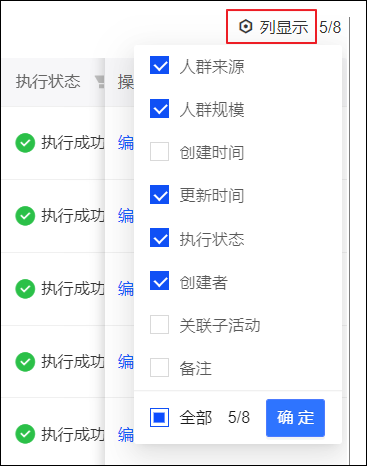 列显示 5/8
执行状态 操
人群来源
人群规模
执行成功 编
创建时间
更新时间
执行成功 编
执行状态
创建者
执行成功 编
关联子活动
执行成功 编
备注
全部 5/8 确定
执行成功 编